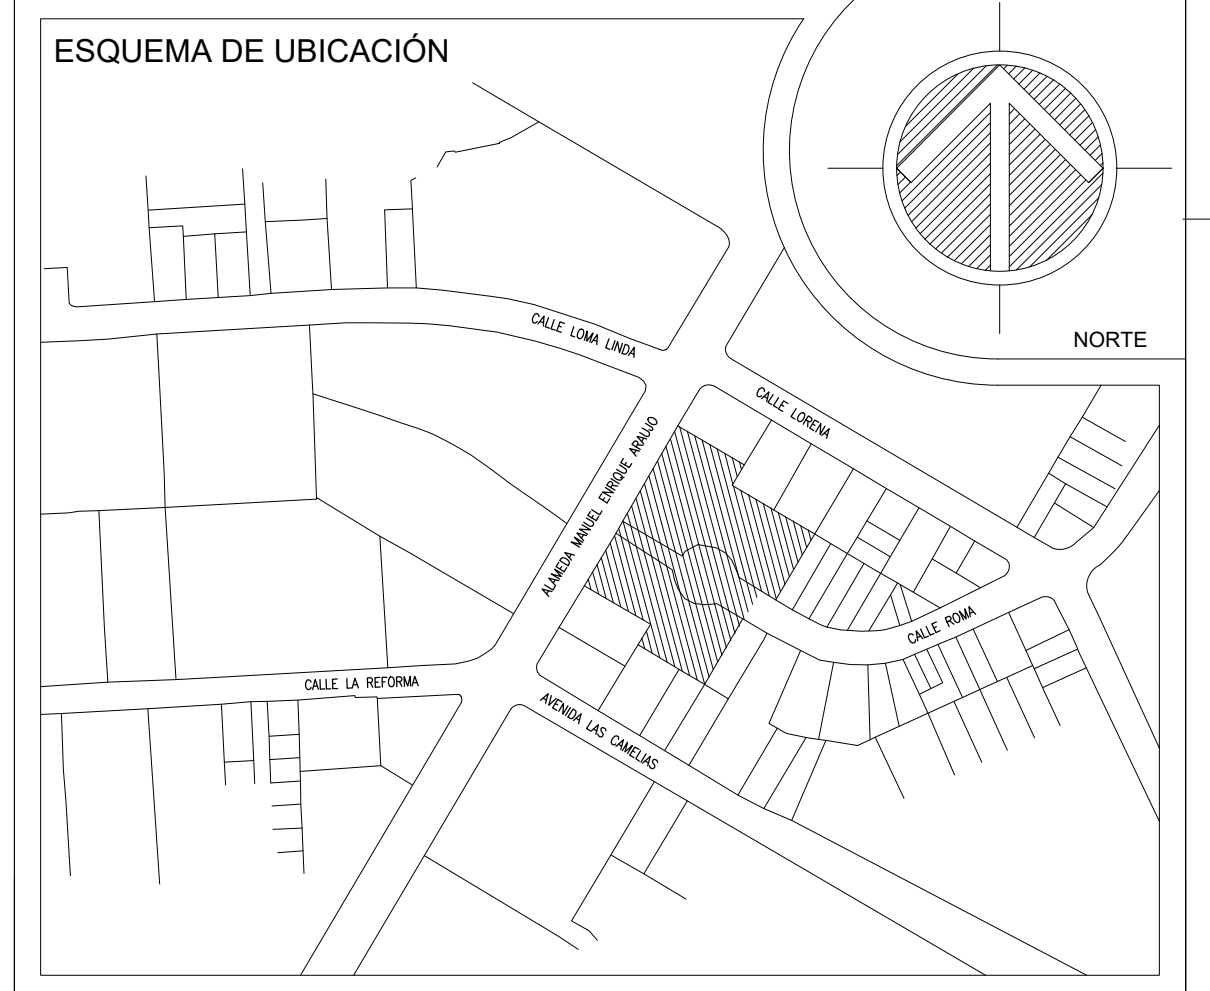 ESQUEMA DE UBICACIÓN
NORTE
CALLE LOMA LINDA
CALLE LORENA
ALAMEDA MANUEL ENRIQUE ARAUJO
CALLE ROMA
CALLE LA REFORMA
AVENIDA LAS CAMELIAS